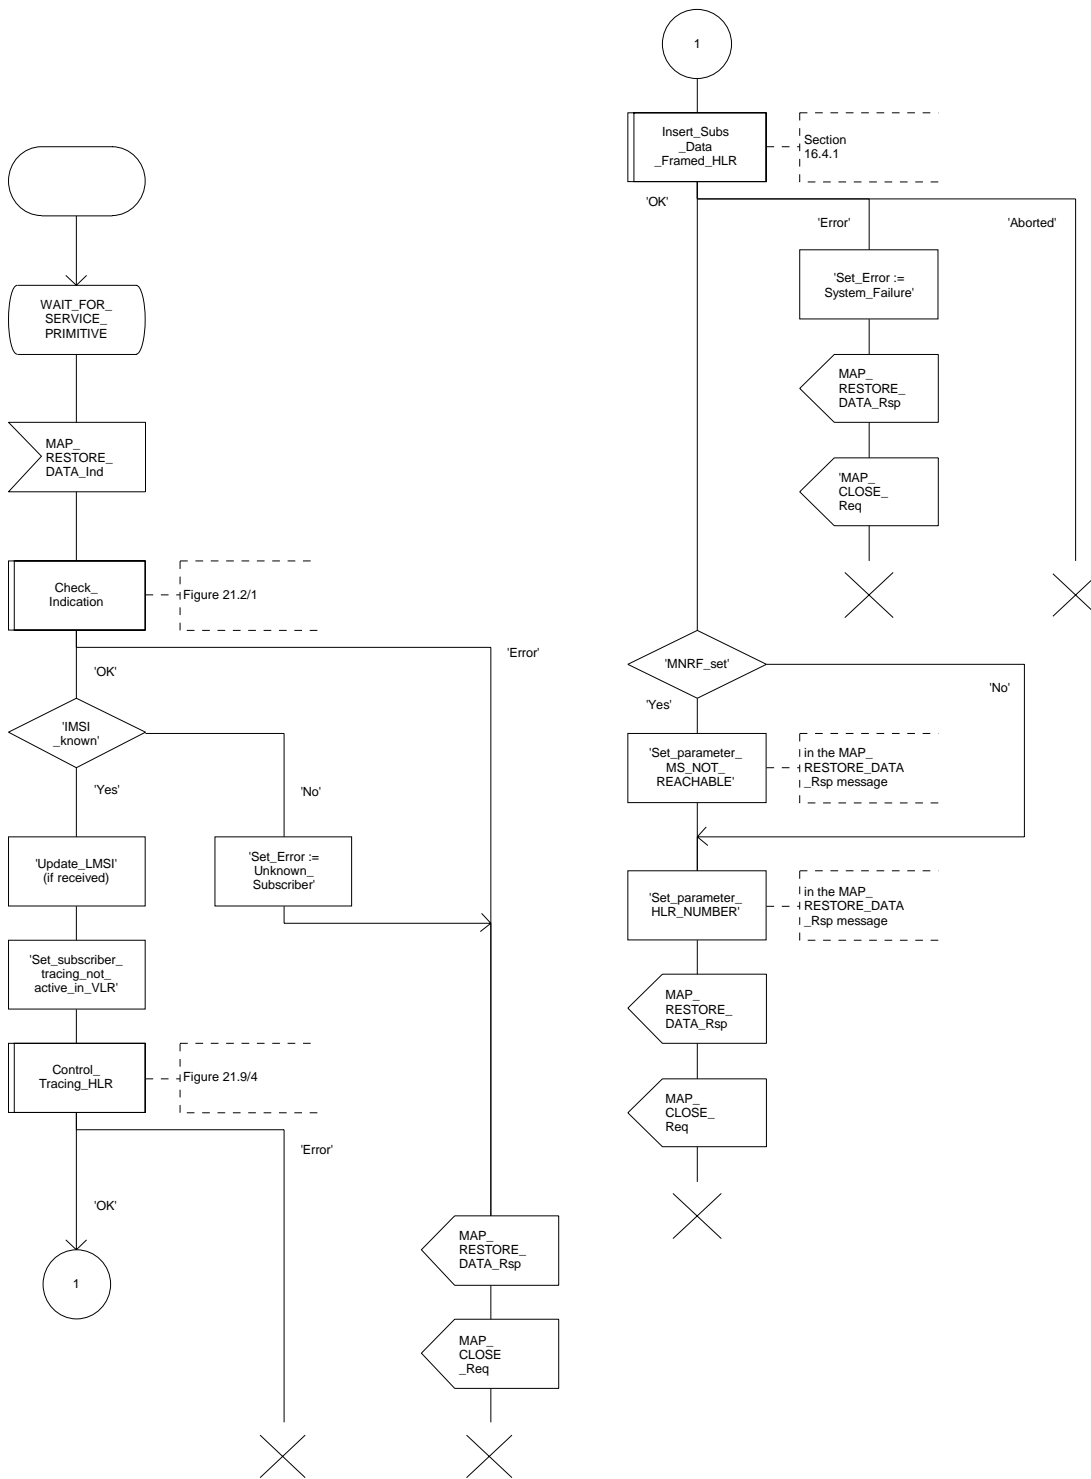 WAIT_FOR_
SERVICE_
PRIMITIVE
MAP_
RESTORE_
DATA_Ind
Check_
Indication
Figure 21.2/1
'Error'
'OK'
'IMSI
_known'
'Yes'
'No'
'Update_LMSI'
(if received)
'Set_Error :=
Unknown_
Subscriber'
'Set_subscriber_
tracing_not_
active_in_VLR'
Control_
Tracing_HLR
Figure 21.9/4
'Error'
'OK'
1
MAP_
RESTORE_
DATA_Rsp
MAP_
CLOSE
_Req
1
Insert_Subs
_Data
_Framed_HLR
Section
16.4.1
'OK'
'Error'
'Aborted'
'Set_Error :=
System_Failure'
MAP_
RESTORE_
DATA_Rsp
'MAP_
CLOSE_
Req
'MNRF_set'
'No'
'Yes'
'Set_parameter_
MS_NOT_
REACHABLE'
in the MAP_
RESTORE_DATA
_Rsp message
'Set_parameter_
HLR_NUMBER'
in the MAP_
RESTORE_DATA
_Rsp message
MAP_
RESTORE_
DATA_Rsp
MAP_
CLOSE_
Req